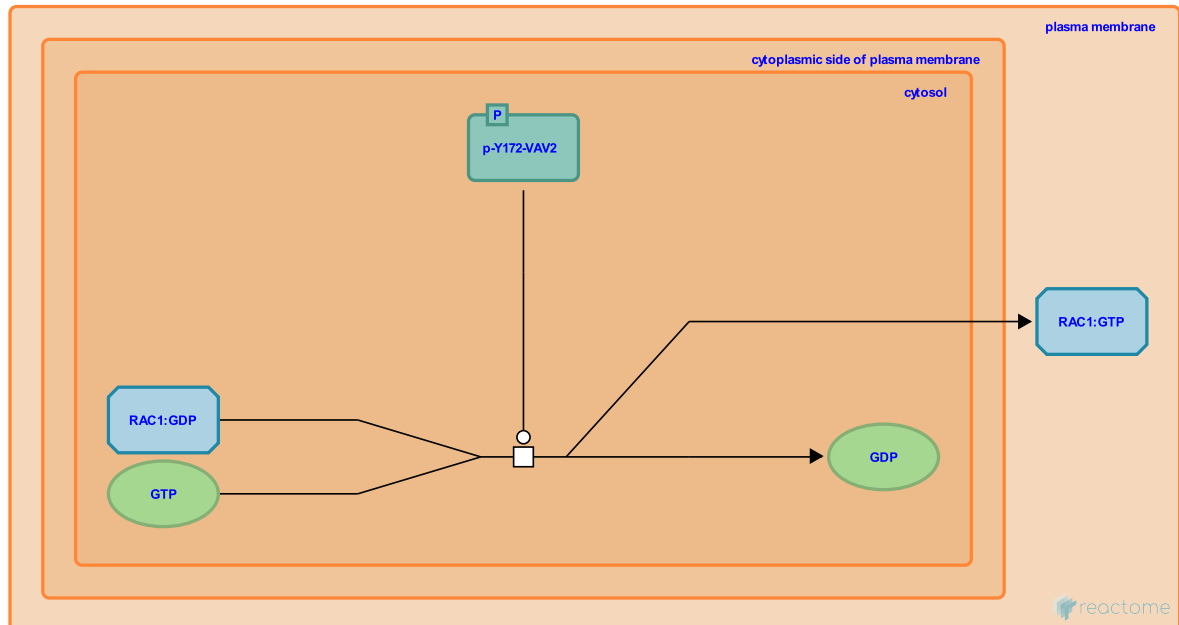 plasma membrane
cytoplasmic side of plasma membrane
cytosol
P
p-Y172-VAV2
RAC1:GTP
RAC1:GDP
GDP
GTP
reactome